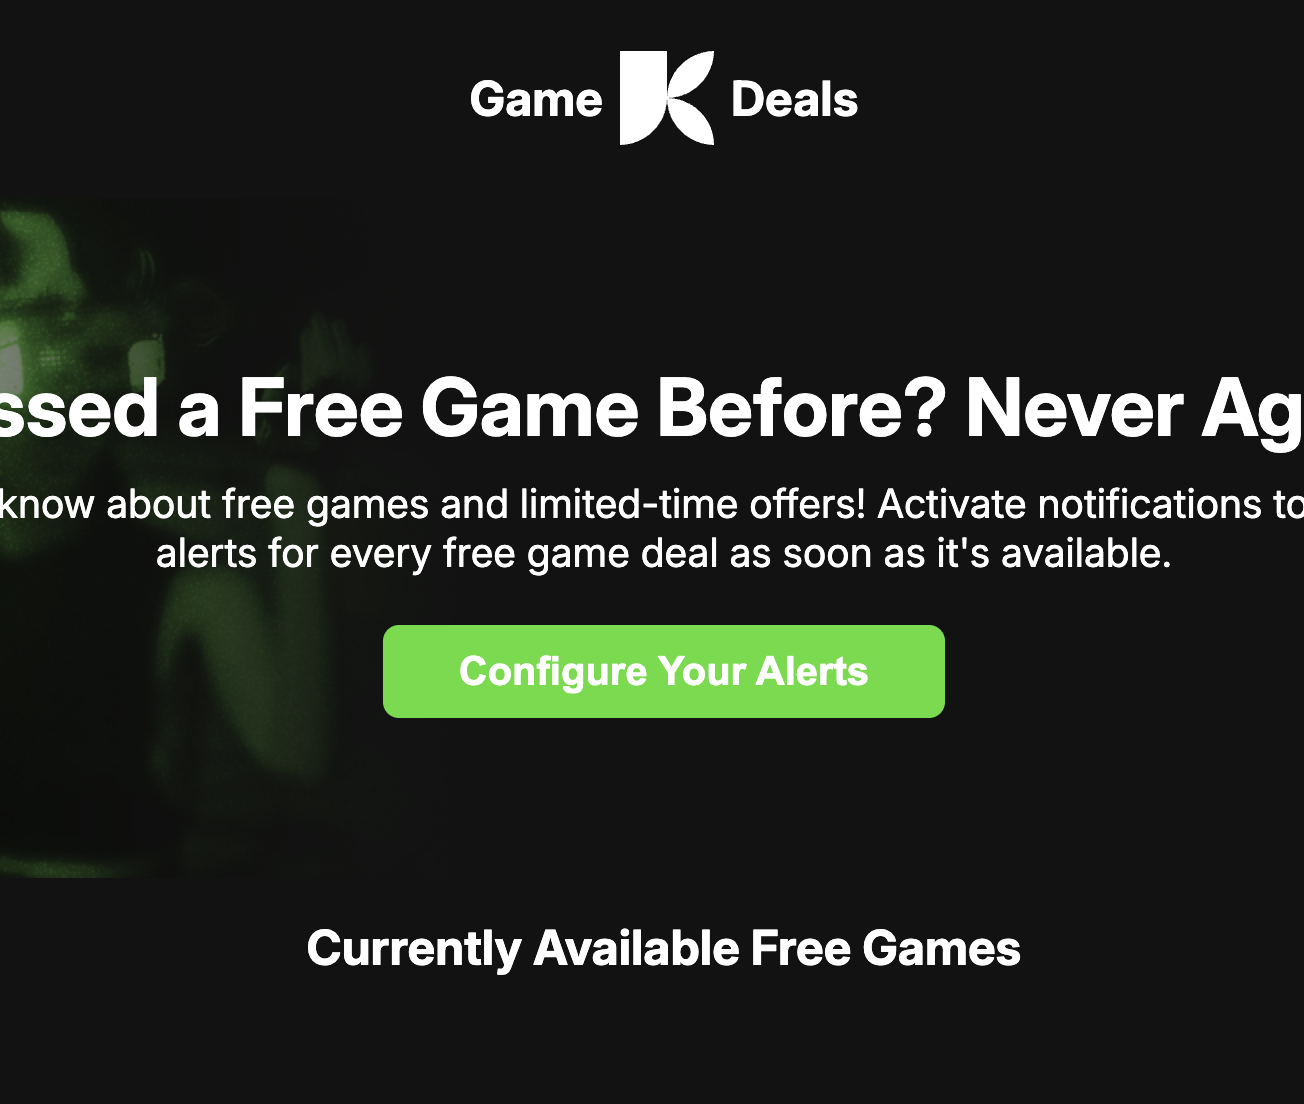 Game K Deals
ssed a Free Game Before? Never Ag
know about free games and limited-time offers! Activate notifications to
alerts for every free game deal as soon as it's available.
Configure Your Alerts
Currently Available Free Games